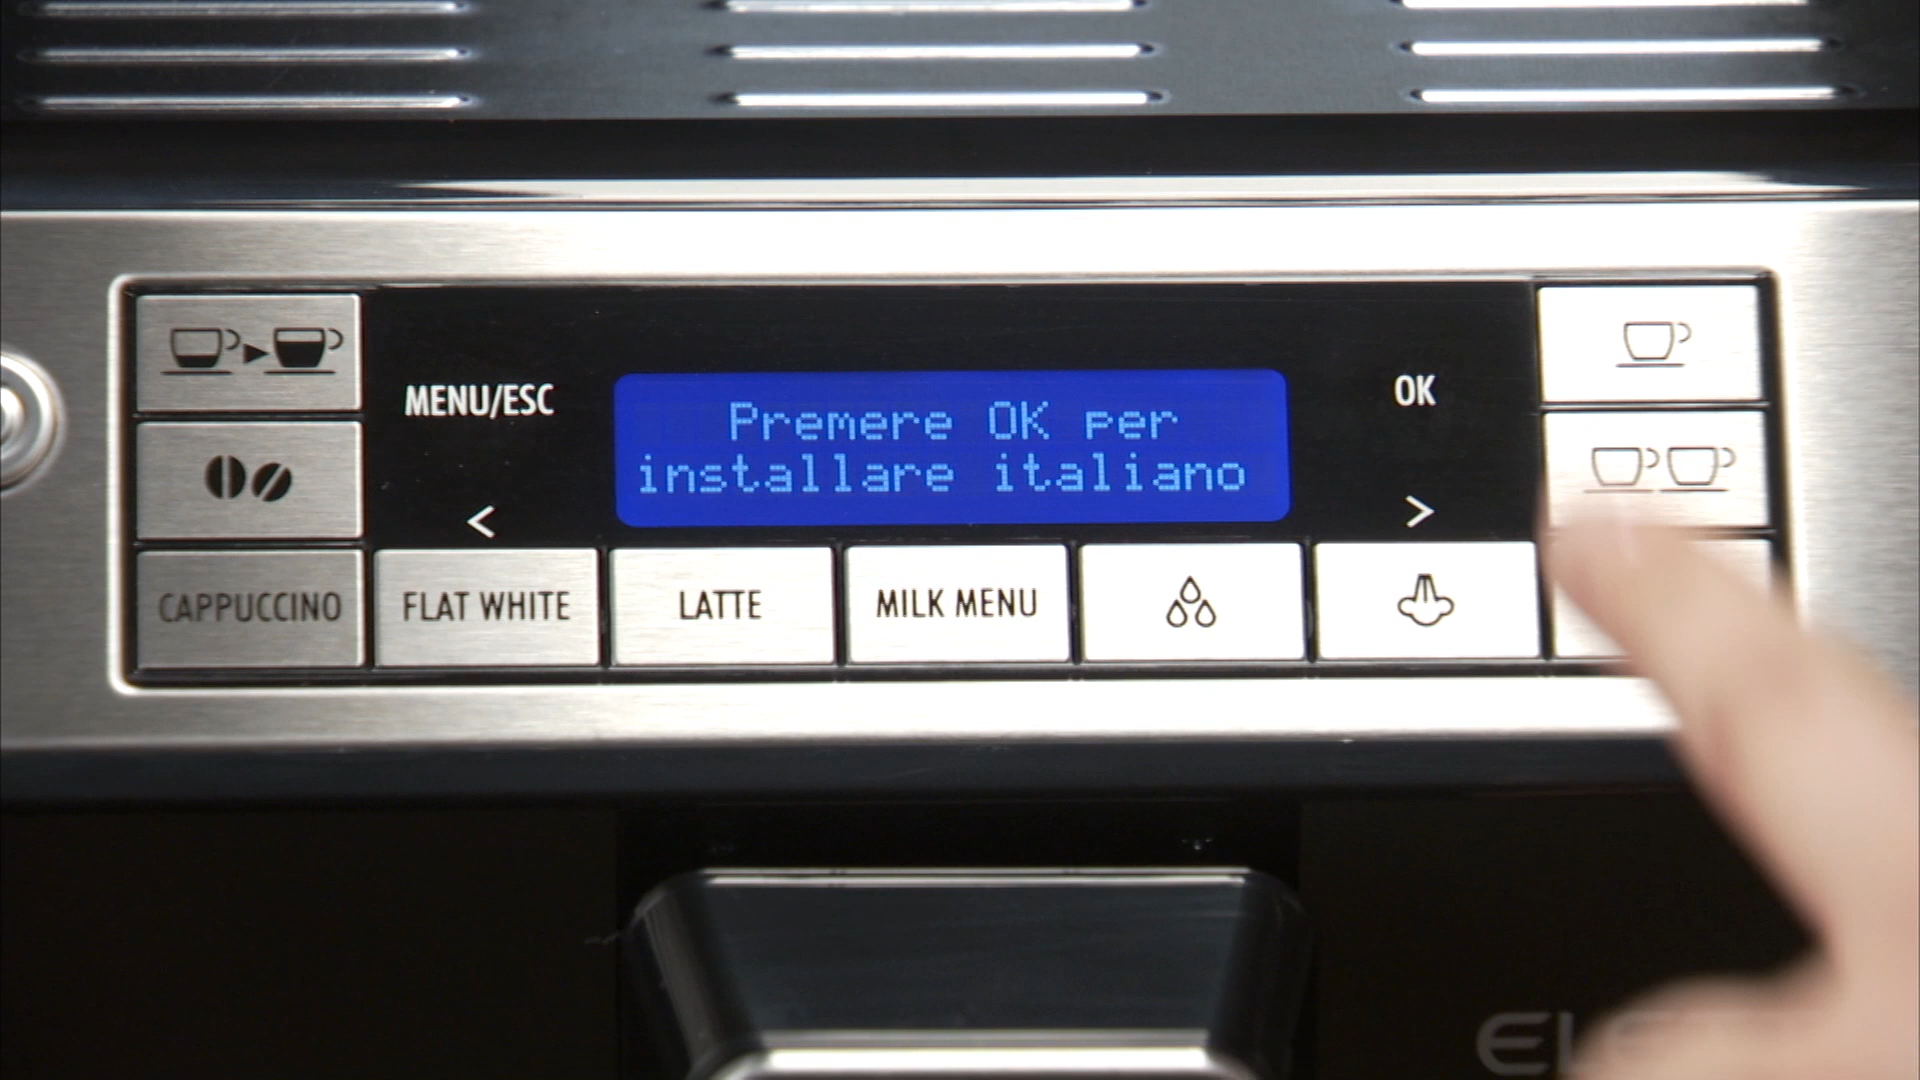 MENU/ESC
Premere OK per
installare italiano
OK
<
>
CAPPUCCINO
FLAT WHITE
LATTE
MILK MENU